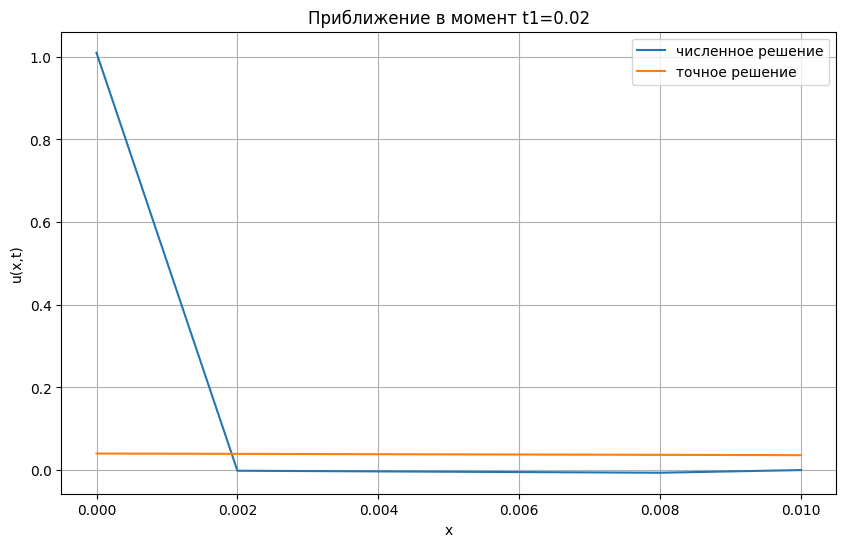 Приближение в момент t1=0.02
численное решение
точное решение
1.0
0.8
0.6
0.4
0.2
0.0
u(x,t)
0.000 0.002 0.004 0.006 0.008 0.010
x